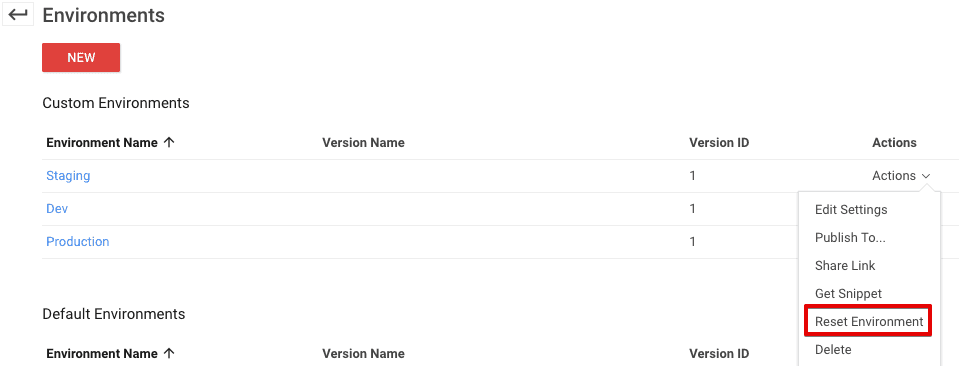 Environments
NEW
Custom Environments
Environment Name Version Name Version ID Actions
Staging 1 Actions
Dev 1
Production 1
Edit Settings
Publish To...
Share Link
Get Snippet
Reset Environment
Delete
Default Environments
Environment Name Version Name Version ID